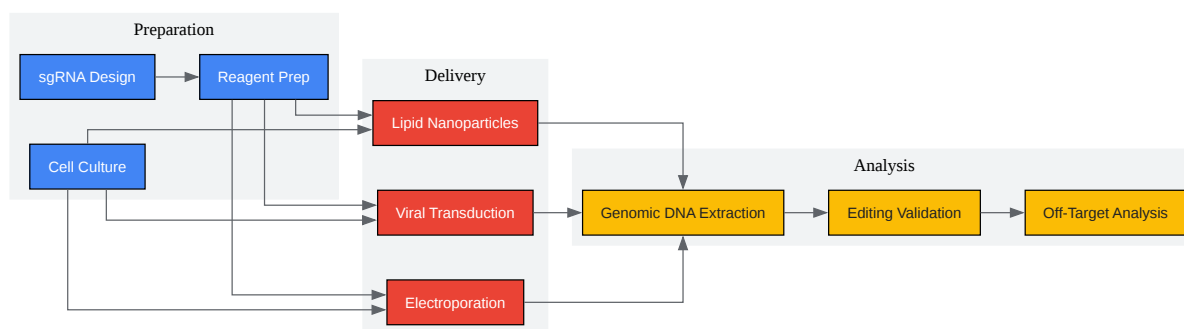 Preparation
sgRNA Design
Reagent Prep
Cell Culture
Delivery
Lipid Nanoparticles
Viral Transduction
Electroporation
Analysis
Genomic DNA Extraction
Editing Validation
Off-Target Analysis